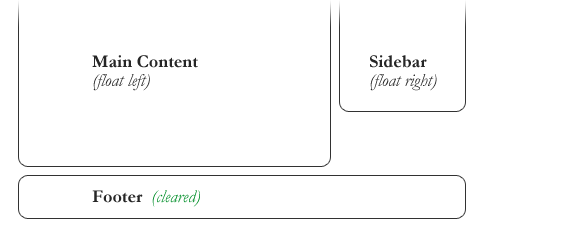 Main Content
(float left)
Sidebar
(float right)
Footer (cleared)